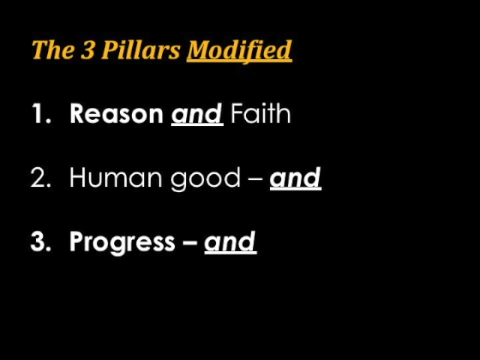 The 3 Pillars Modified
1. Reason and Faith
2. Human good – and
3. Progress – and